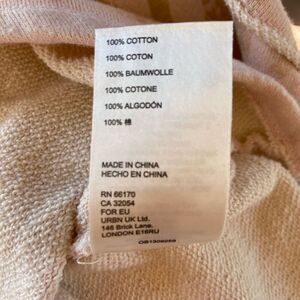 100% COTTON
100% COTON
100% BAUMWOLLE
100% COTONE
100% ALGODÓN
100% 棉
MADE IN CHINA
HECHO EN CHINA
RN 66170
CA 32054
FOR EU
URBN UK Ltd.
146 Brick Lane,
LONDON E16RU